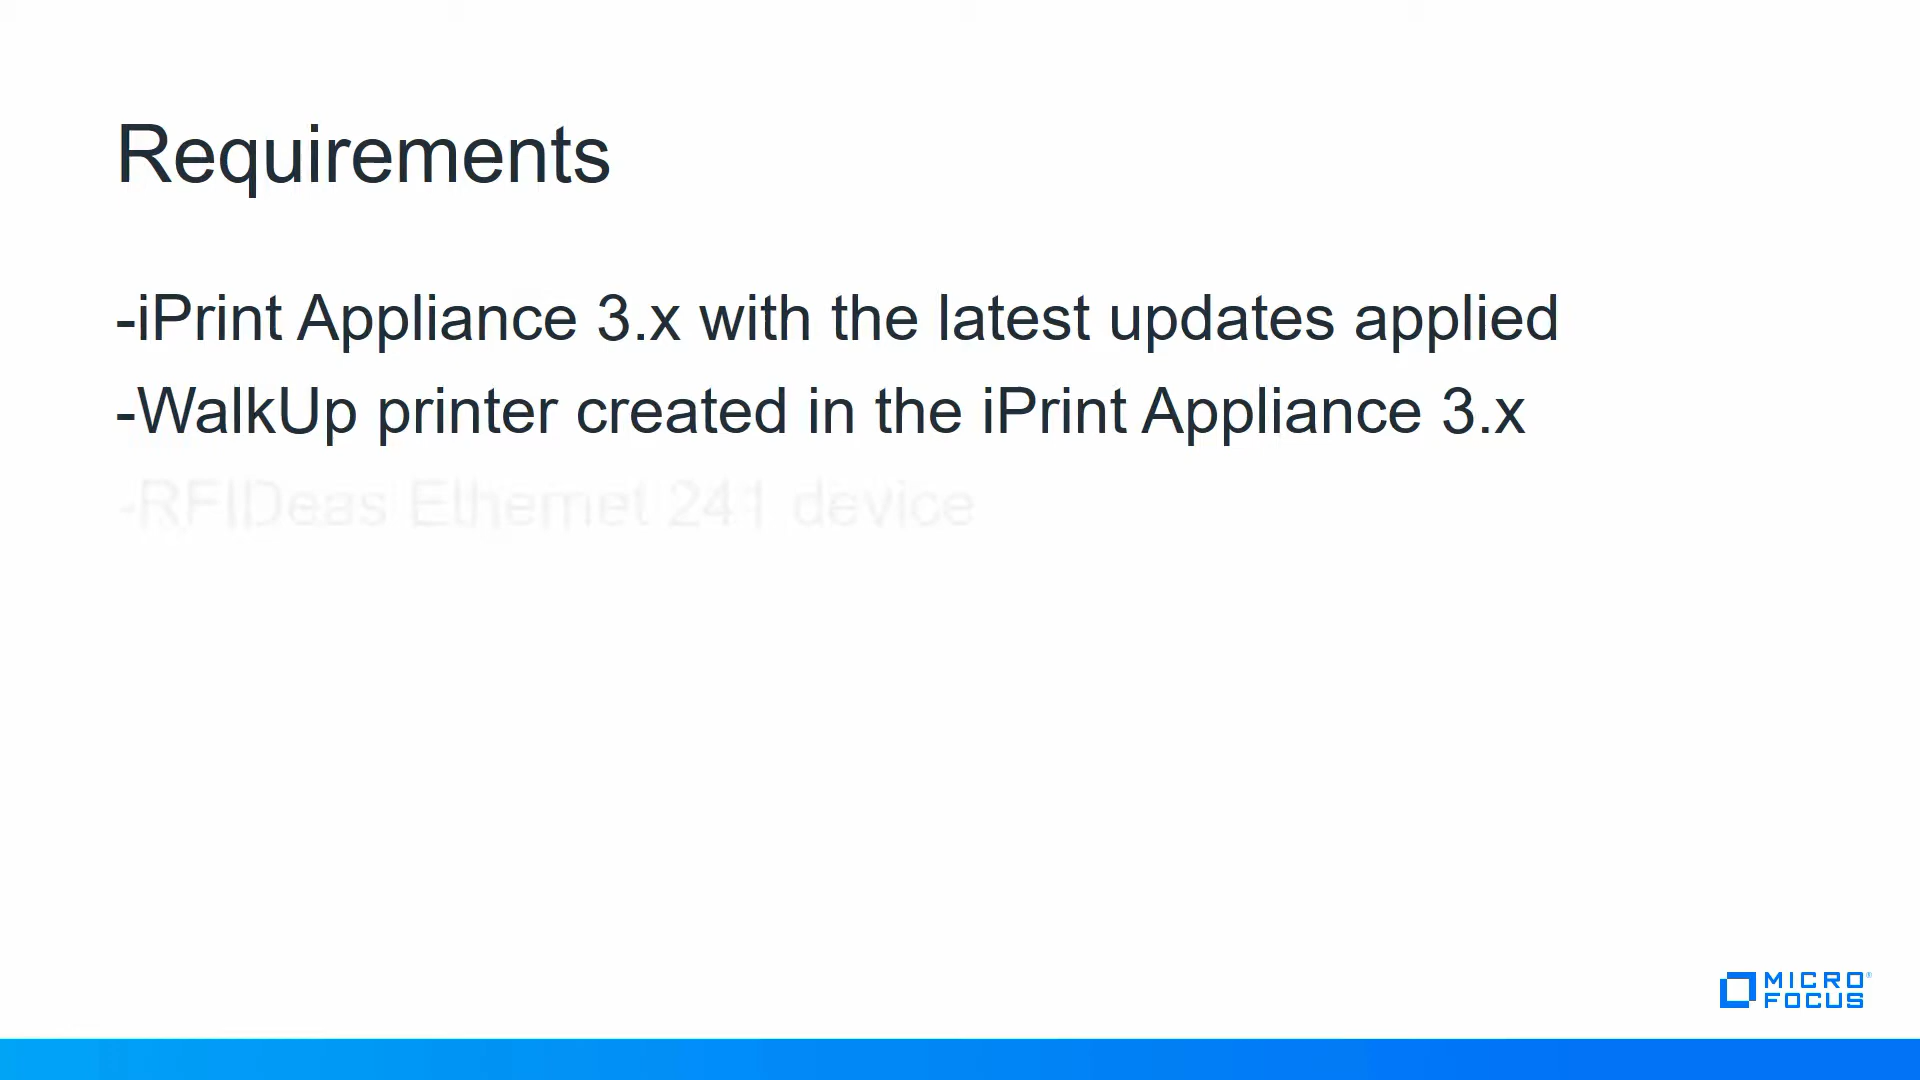 Requirements
-iPrint Appliance 3.x with the latest updates applied
-WalkUp printer created in the iPrint Appliance 3.x
-RFIDeas Ethernet 241 device
MICRO
FOCUS